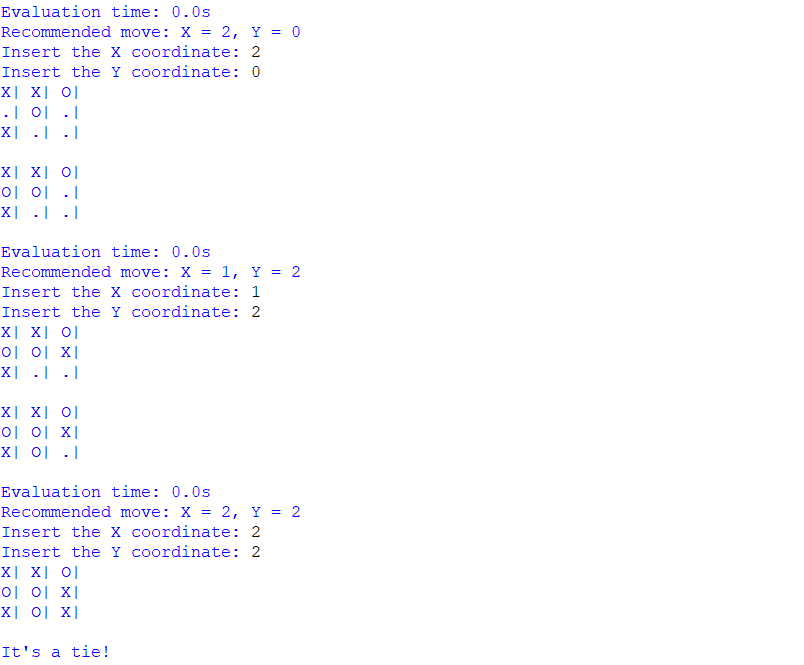 Evaluation time: 0.0s
Recommended move: X = 2, Y = 0
Insert the X coordinate: 2
Insert the Y coordinate: 0
X| X| O|
.| O| .|
X| .| .|

X| X| O|
O| O| .|
X| .| .|

Evaluation time: 0.0s
Recommended move: X = 1, Y = 2
Insert the X coordinate: 1
Insert the Y coordinate: 2
X| X| O|
O| O| X|
X| .| .|

X| X| O|
O| O| X|
X| O| .|

Evaluation time: 0.0s
Recommended move: X = 2, Y = 2
Insert the X coordinate: 2
Insert the Y coordinate: 2
X| X| O|
O| O| X|
X| O| X|

It's a tie!